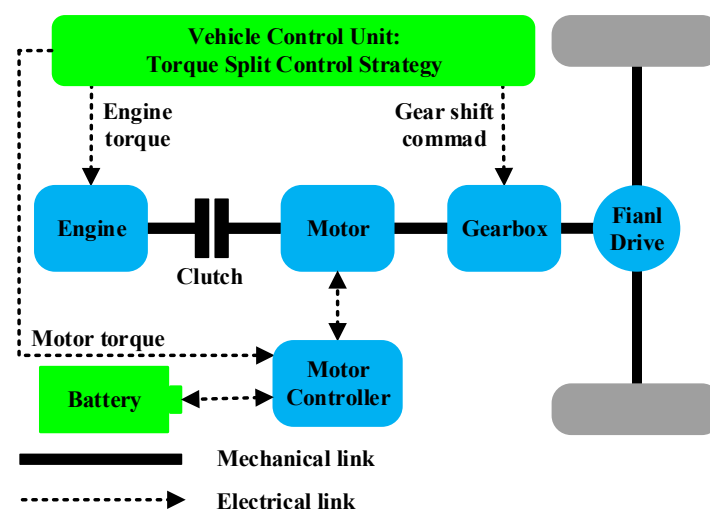 Vehicle Control Unit:
Torque Split Control Strategy
Engine
torque
Gear shift
commad
Engine
Clutch
Motor
Gearbox
Fianl
Drive
Motor torque
Motor
Controller
Battery
Mechanical link
Electrical link